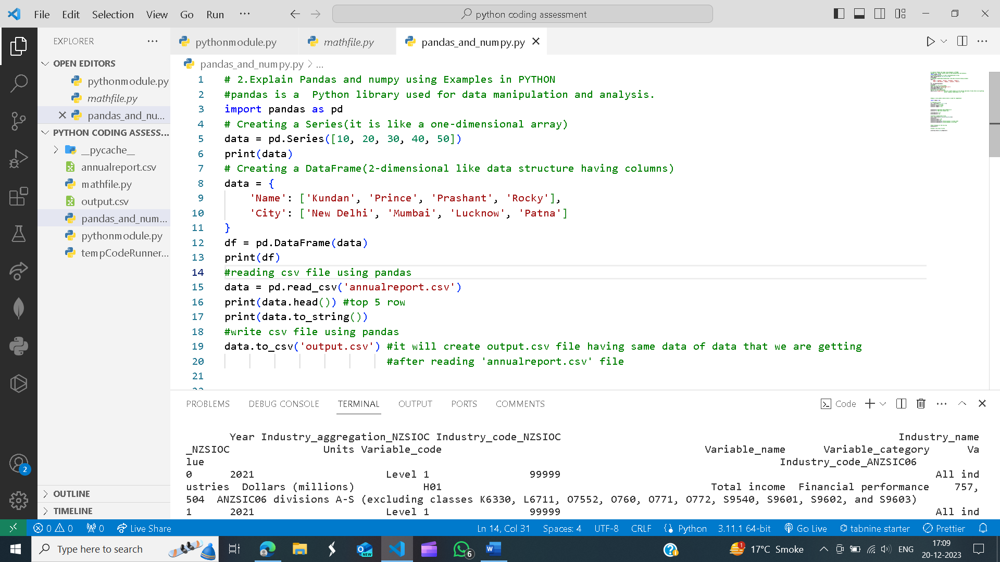 File Edit Selection View Go Run ...
python coding assessment
EXPLORER
OPEN EDITORS
pythonmodule.py
mathfile.py
pandas_and_nu...
PYTHON CODING ASSESS...
__pycache__
annualreport.csv
mathfile.py
output.csv
pandas_and_num...
pythonmodule.py
tempCodeRunner...
OUTLINE
TIMELINE
2
pythonmodule.py mathfile.py pandas_and_numpy.py
pandas_and_numpy.py > ...
1 # 2.Explain Pandas and numpy using Examples in PYTHON
2 #pandas is a  Python library used for data manipulation and analysis.
3 import pandas as pd
4 # Creating a Series(it is like a one-dimensional array)
5 data = pd.Series([10, 20, 30, 40, 50])
6 print(data)
7 # Creating a DataFrame(2-dimensional like data structure having columns)
8 data = {
9     'Name': ['Kundan', 'Prince', 'Prashant', 'Rocky'],
10     'City': ['New Delhi', 'Mumbai', 'Lucknow', 'Patna']
11 }
12 df = pd.DataFrame(data)
13 print(df)
14 #reading csv file using pandas
15 data = pd.read_csv('annualreport.csv')
16 print(data.head()) #top 5 row
17 print(data.to_string())
18 #write csv file using pandas
19 data.to_csv('output.csv') #it will create output.csv file having same data of data that we are getting
20 #after reading 'annualreport.csv' file
21
PROBLEMS DEBUG CONSOLE TERMINAL OUTPUT PORTS COMMENTS Code
Year Industry_aggregation_NZSIOC Industry_code_NZSIOC Industry_name
_NZSIOC Units Variable_code Variable_name Variable_category Va
lue Industry_code_ANZSIC06
0 2021 Level 1 99999 All ind
ustries Dollars (millions) H01 Total income Financial performance 757,
504 ANZSIC06 divisions A-S (excluding classes K6330, L6711, O7552, O760, O771, O772, S9540, S9601, S9602, and S9603)
1 2021 Level 1 99999 All ind
0 0 0 Live Share Ln 14, Col 31 Spaces: 4 UTF-8 CRLF Python 3.11.1 64-bit Go Live tabnine starter Prettier
Type here to search NEW 6 1 17°C Smoke ENG 17:09
20-12-2023